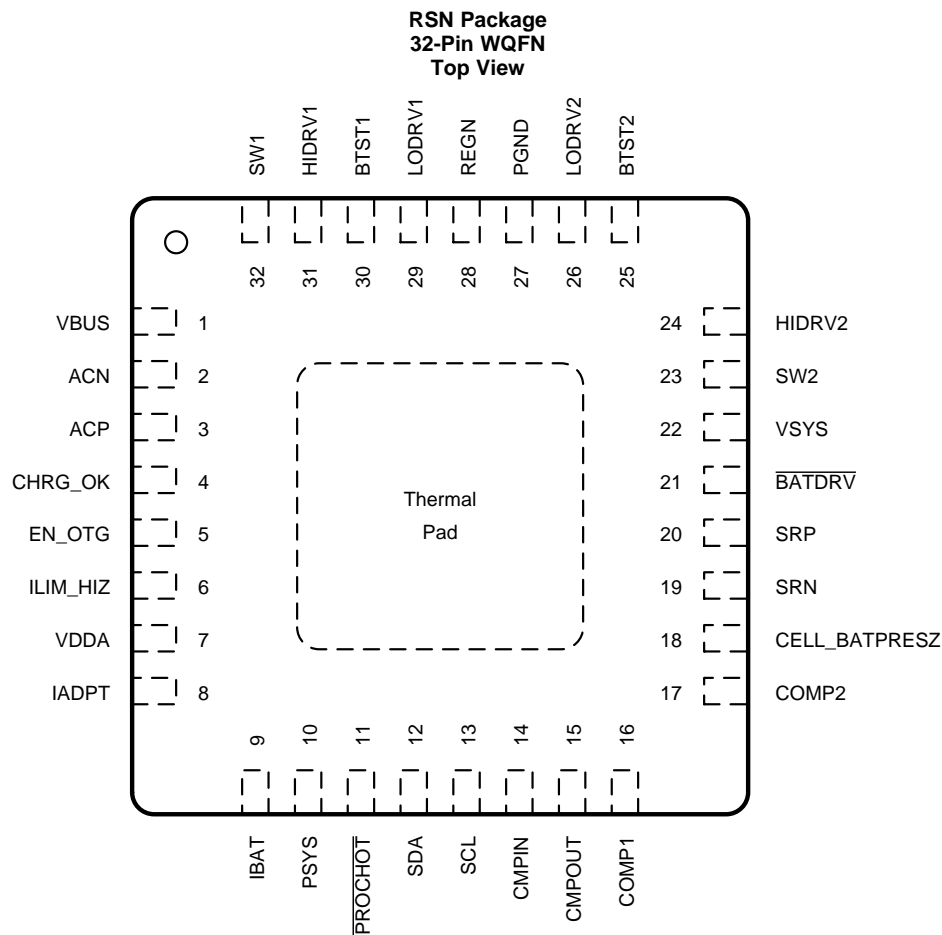 RSN Package
32-Pin WQFN
Top View
SW1
HIDRV1
BTST1
LODRV1
REGN
PGND
LODRV2
BTST2
32
31
30
29
28
27
26
25
VBUS 1
ACN 2
ACP 3
CHRG_OK 4
EN_OTG 5
ILIM_HIZ 6
VDDA 7
IADPT 8
Thermal
Pad
24 HIDRV2
23 SW2
22 VSYS
21 BATDRV
20 SRP
19 SRN
18 CELL_BATPRESZ
17 COMP2
9
10
11
12
13
14
15
16
IBAT
PSYS
PROCHOT
SDA
SCL
CMPIN
CMPOUT
COMP1